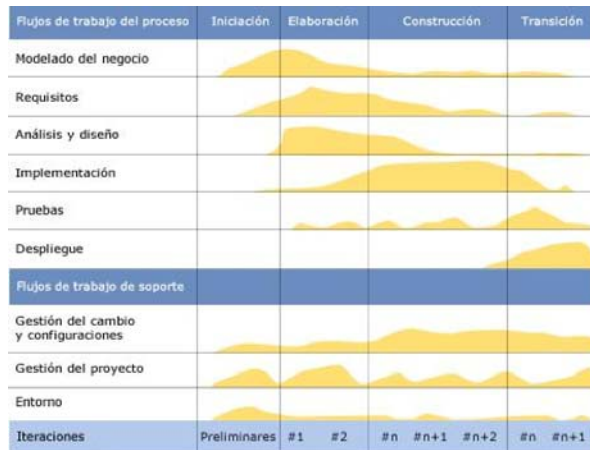 Flujos de trabajo del proceso Iniciación Elaboración Construcción Transición
Modelado del negocio
Requisitos
Análisis y diseño
Implementación
Pruebas
Despliegue
Flujos de trabajo de soporte
Gestión del cambio
y configuraciones
Gestión del proyecto
Entorno
Iteraciones Preliminares #1 #2 #n #n+1 #n+2 #n #n+1